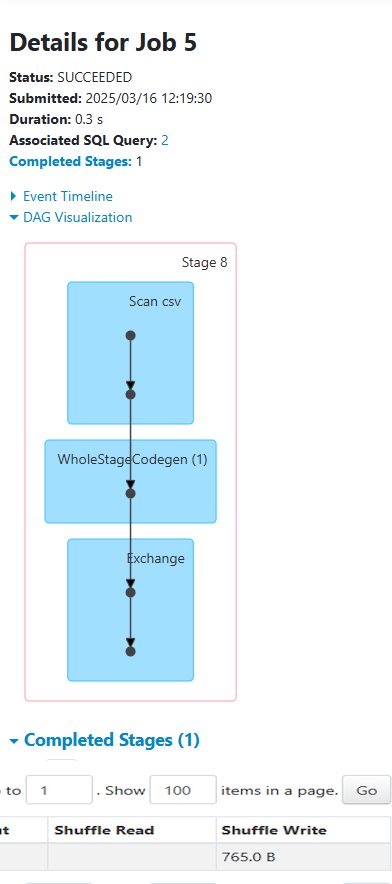 Details for Job 5
Status: SUCCEEDED
Submitted: 2025/03/16 12:19:30
Duration: 0.3 s
Associated SQL Query: 2
Completed Stages: 1
Event Timeline
DAG Visualization
Stage 8
Scan csv
WholeStageCodegen (1)
Exchange
Completed Stages (1)
to 1 . Show 100 items in a page. Go
t Shuffle Read Shuffle Write
765.0 B